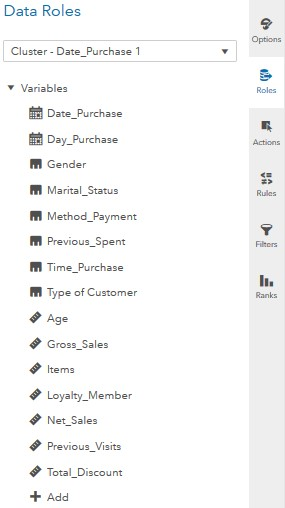 Data Roles
Cluster - Date_Purchase 1
Variables
Date_Purchase
Day_Purchase
Gender
Marital_Status
Method_Payment
Previous_Spent
Time_Purchase
Type of Customer
Age
Gross_Sales
Items
Loyalty_Member
Net_Sales
Previous_Visits
Total_Discount
Add
Options
Roles
Actions
Rules
Filters
Ranks